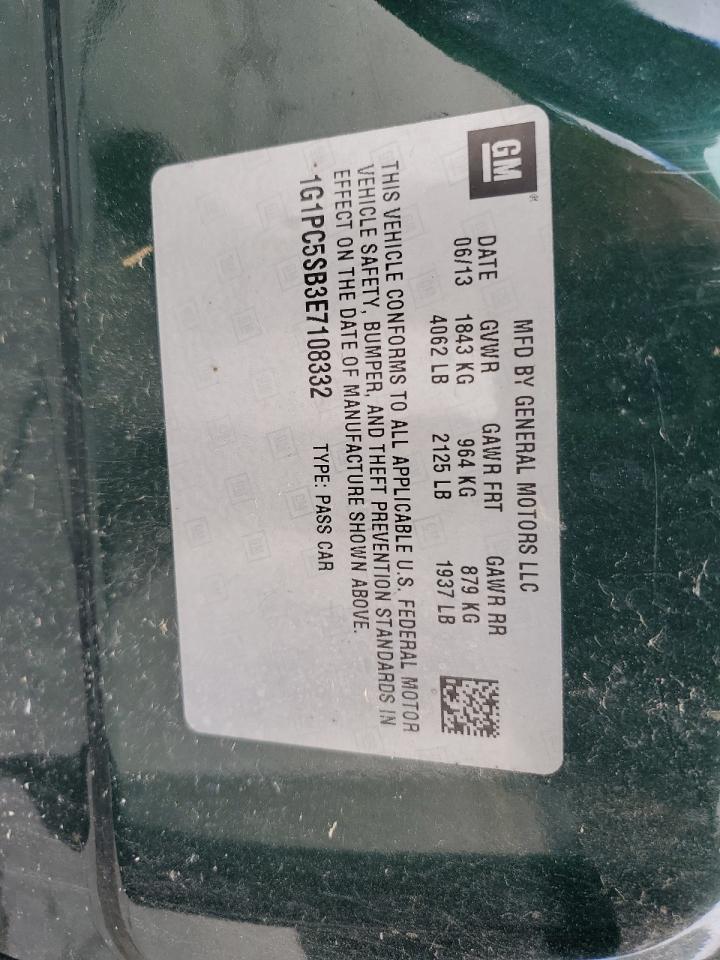 GM
MFD BY GENERAL MOTORS LLC
DATE GVWR GAWR FRT GAWR RR
06/13 1843 KG 964 KG 879 KG
4062 LB 2125 LB 1937 LB
THIS VEHICLE CONFORMS TO ALL APPLICABLE U.S. FEDERAL MOTOR
VEHICLE SAFETY, BUMPER, AND THEFT PREVENTION STANDARDS IN
EFFECT ON THE DATE OF MANUFACTURE SHOWN ABOVE.
1G1PC5SB3E7108332 TYPE: PASS CAR